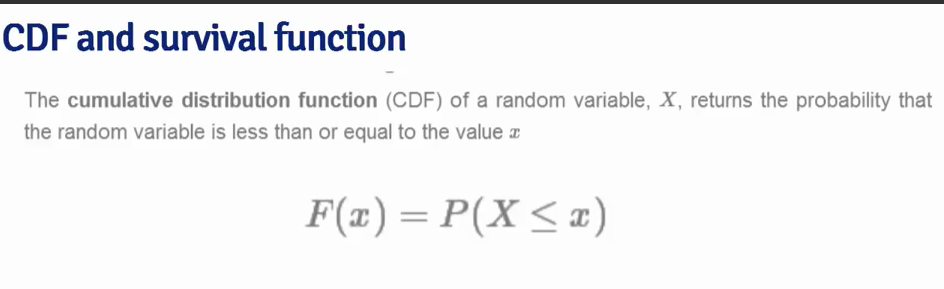 CDF and survival function
The cumulative distribution function (CDF) of a random variable, X, returns the probability that
the random variable is less than or equal to the value x
F(x) = P(X ≤ x)